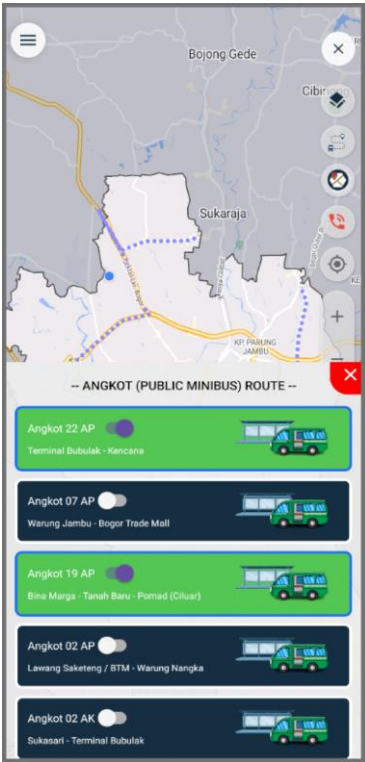 Bojong Gede
Sukaraja
KP. PARUNG
JAMBU
-- ANGKOT (PUBLIC MINIBUS) ROUTE --
Angkot 22 AP
Terminal Bubulak - Kencana
Angkot 07 AP
Warung Jambu - Bogor Trade Mall
Angkot 19 AP
Bina Marga - Tanah Baru - Pomad (Ciluar)
Angkot 02 AP
Lawang Saketeng / BTM - Warung Nangka
Angkot 02 AK
Sukasari - Terminal Bubulak